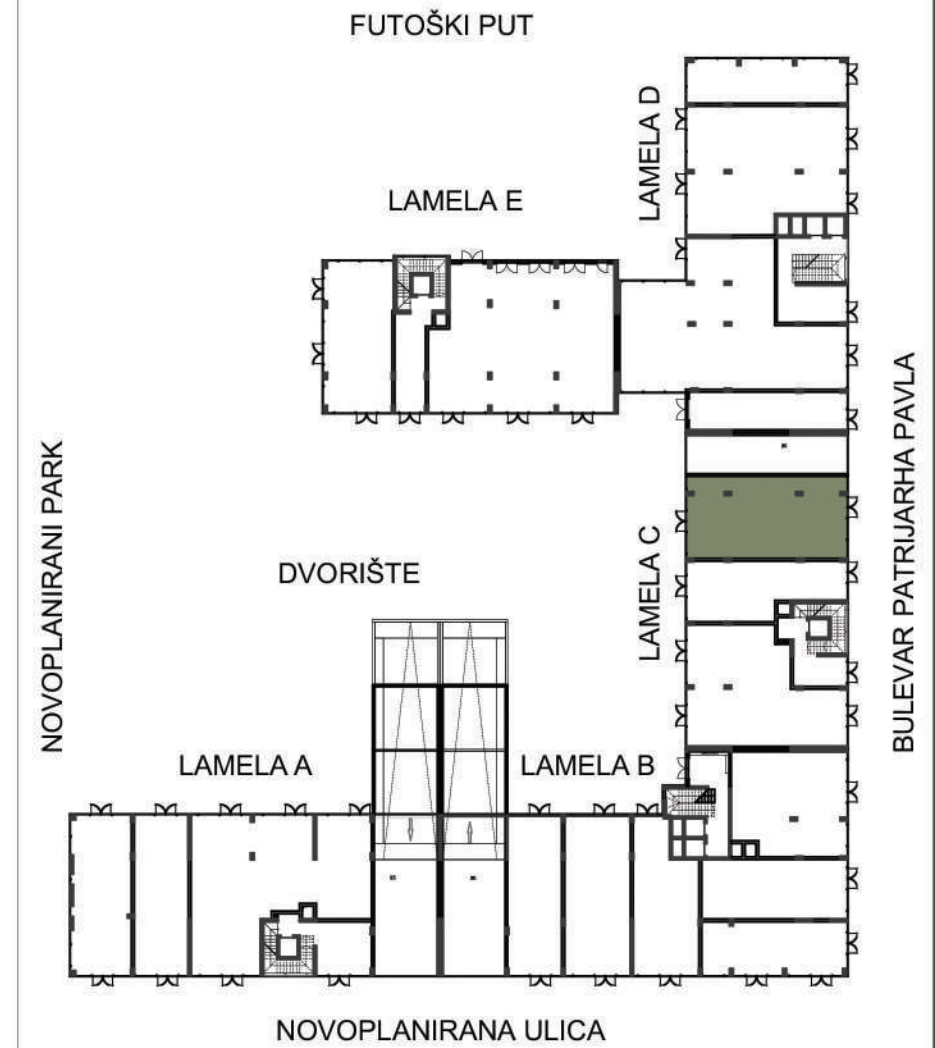 FUTOŠKI PUT
LAMELA D
LAMELA E
BULEVAR PATRIJARHA PAVLA
NOVOPLANIRANI PARK
LAMELA C
DVORIŠTE
LAMELA A
LAMELA B
NOVOPLANIRANA ULICA